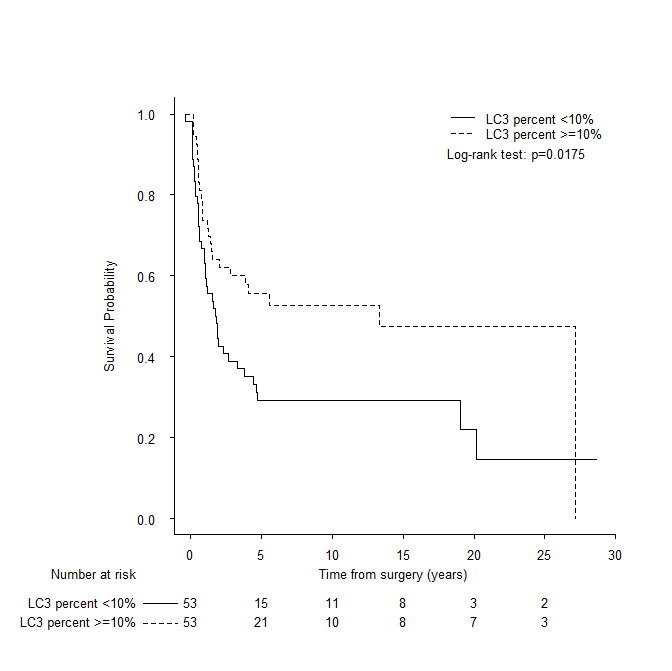 LC3 percent <10%
LC3 percent >=10%
Log-rank test: p=0.0175
1.0
0.8
0.6
0.4
0.2
0.0
Survival Probability
0 5 10 15 20 25 30
Number at risk Time from surgery (years)
LC3 percent <10% 53 15 11 8 3 2
LC3 percent >=10% 53 21 10 8 7 3